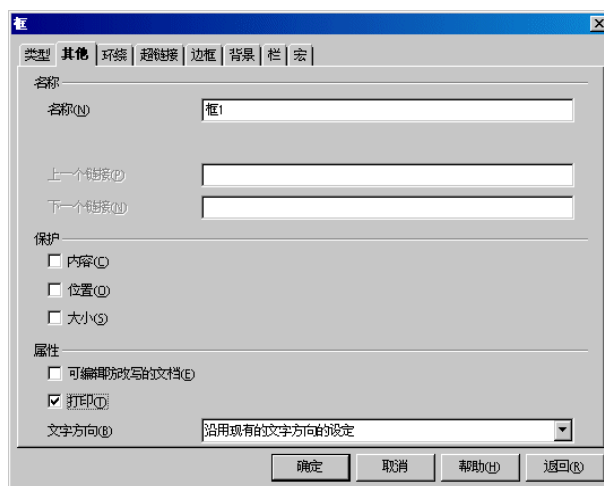 框
类型 其他 环绕 超链接 边框 背景 栏 宏
名称
名称(N) 框1
上一个链接(P)
下一个链接(N)
保护
内容(C)
位置(O)
大小(S)
属性
可编辑防改写的文档(E)
打印(T)
文字方向(B) 沿用现有的文字方向的设定
确定 取消 帮助(H) 返回(R)